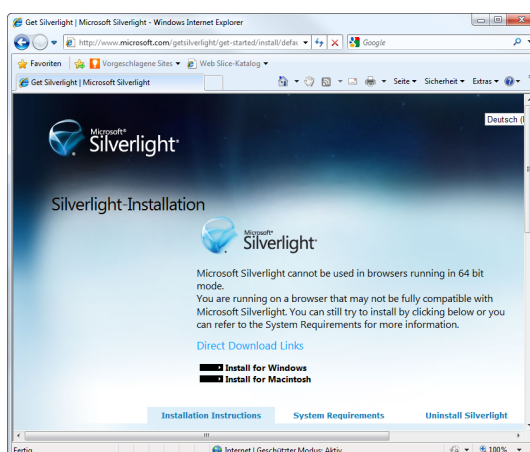 Get Silverlight | Microsoft Silverlight - Windows Internet Explorer
http://www.microsoft.com/getsilverlight/get-started/install/defau
Google
Favoriten Vorgeschlagene Sites Web Slice-Katalog
Get Silverlight | Microsoft Silverlight
Seite Sicherheit Extras
Deutsch (
Microsoft®
Silverlight
Silverlight-Installation
Microsoft®
Silverlight
Microsoft Silverlight cannot be used in browsers running in 64 bit
mode.
You are running on a browser that may not be fully compatible with
Microsoft Silverlight. You can still try to install by clicking below or you
can refer to the System Requirements for more information.
Direct Download Links
Install for Windows
Install for Macintosh
Installation Instructions System Requirements Uninstall Silverlight
Fertig Internet | Geschützter Modus: Aktiv 100%